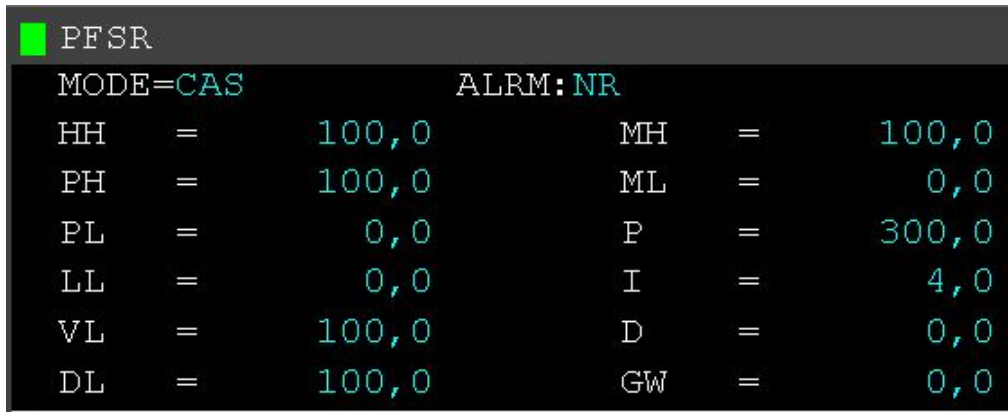 PFSR
MODE=CAS ALRM:NR
HH = 100,0 MH = 100,0
PH = 100,0 ML = 0,0
PL = 0,0 P = 300,0
LL = 0,0 I = 4,0
VL = 100,0 D = 0,0
DL = 100,0 GW = 0,0